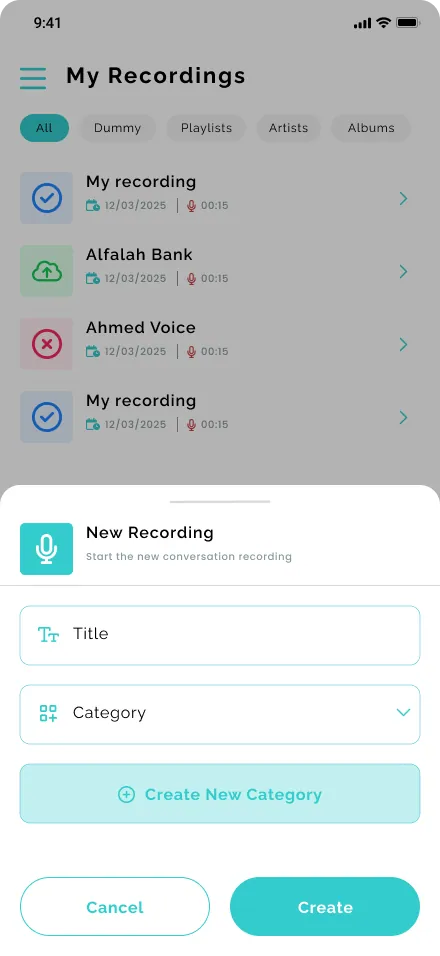 9:41
My Recordings
All Dummy Playlists Artists Albums
My recording
12/03/2025 00:15
Alfalah Bank
12/03/2025 00:15
Ahmed Voice
12/03/2025 00:15
My recording
12/03/2025 00:15
New Recording
Start the new conversation recording
Title
Category
Create New Category
Cancel Create